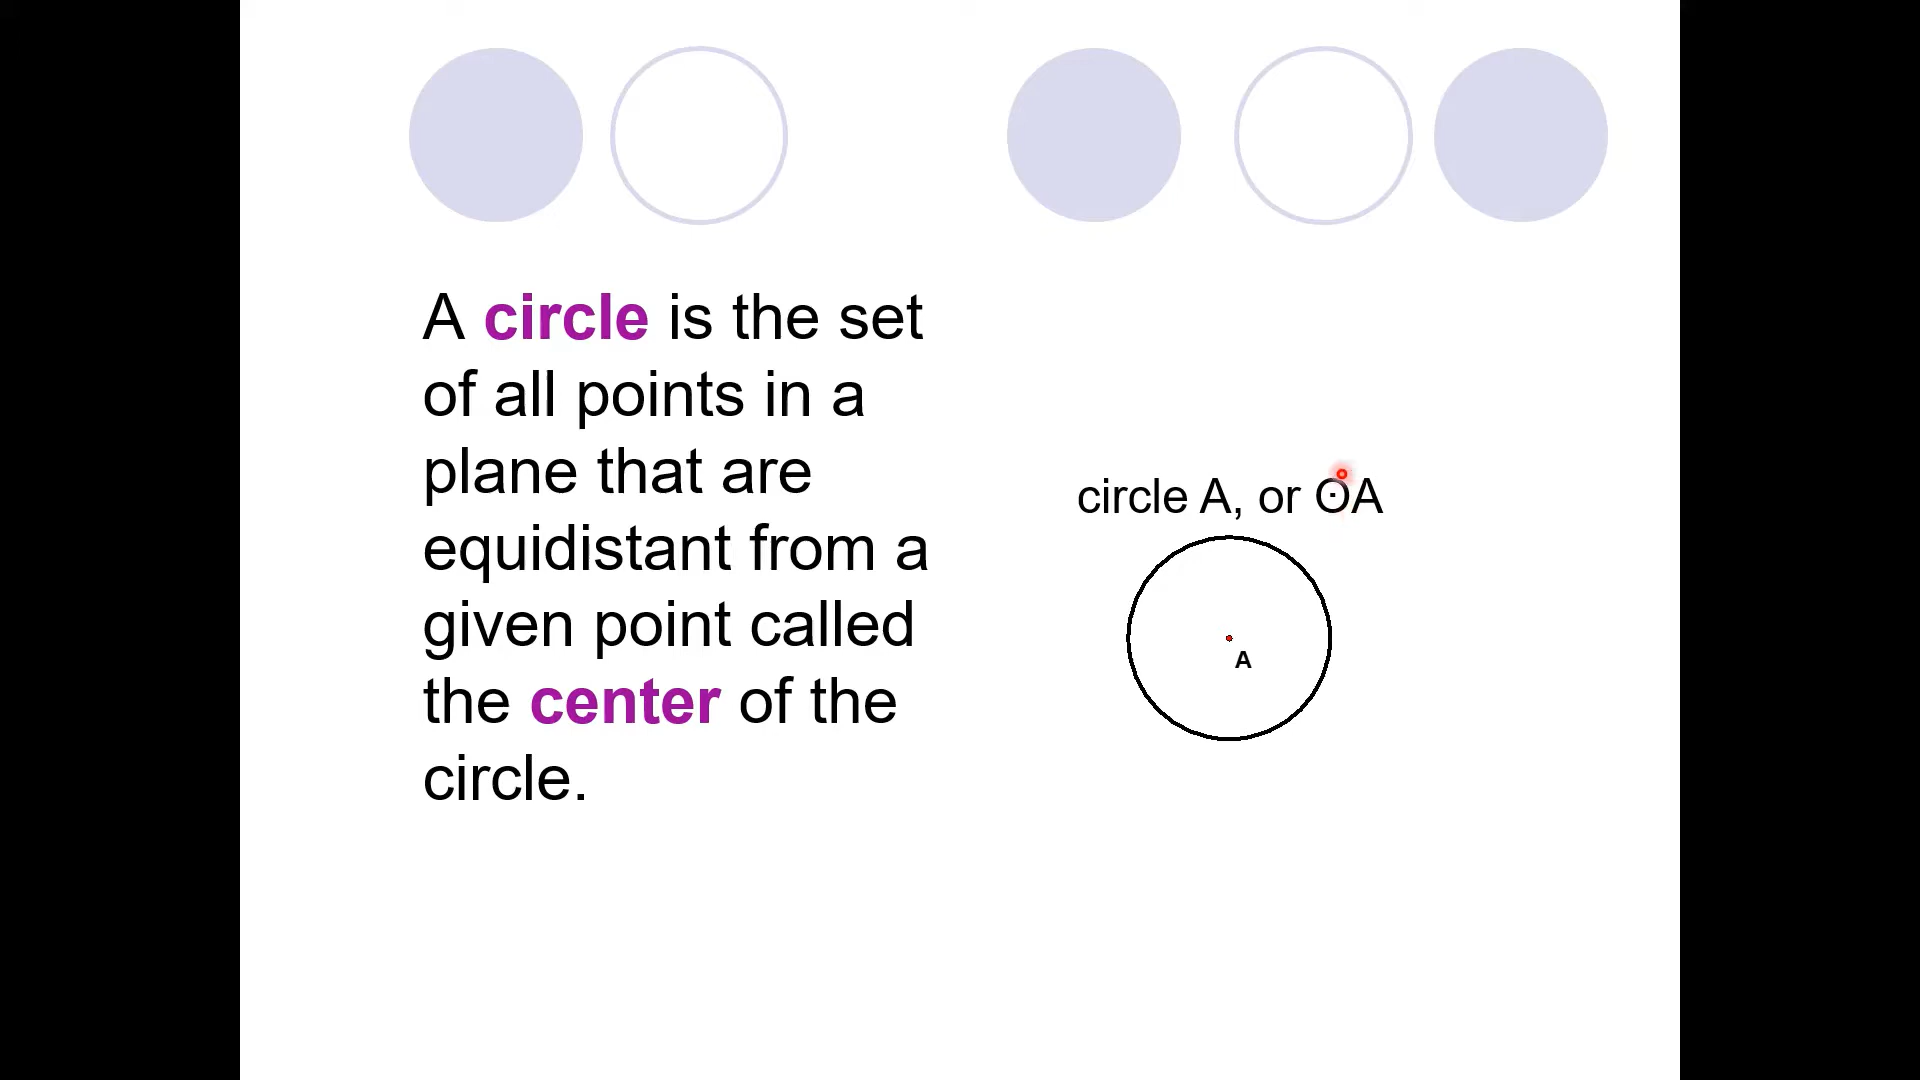 A circle is the set
of all points in a
plane that are
equidistant from a
given point called
the center of the
circle.
circle A, or ⊙A
A